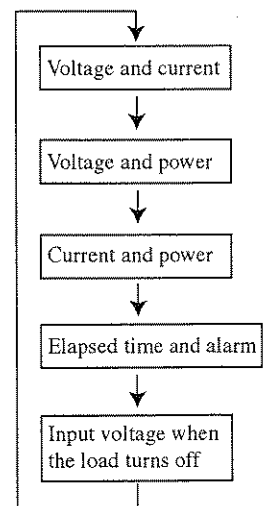 Voltage and current
Voltage and power
Current and power
Elapsed time and alarm
Input voltage when
the load turns off